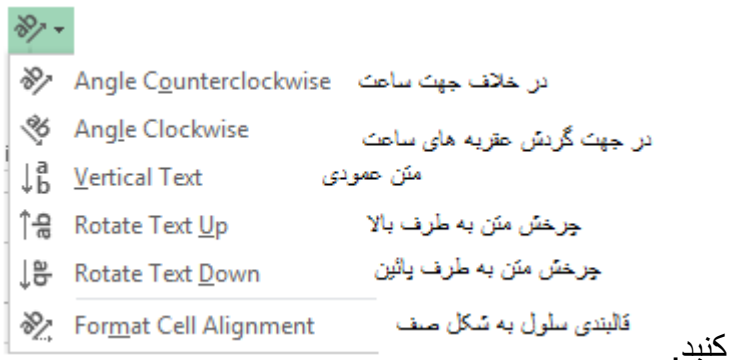 ab
Angle Counterclockwise در خلاف جهت ساعت
Angle Clockwise در جهت گردش عقربه های ساعت
Vertical Text متن عمودی
Rotate Text Up چرخش متن به طرف بالا
Rotate Text Down چرخش متن به طرف پائین
Format Cell Alignment قالبندی سلول به شکل صف
کنید.